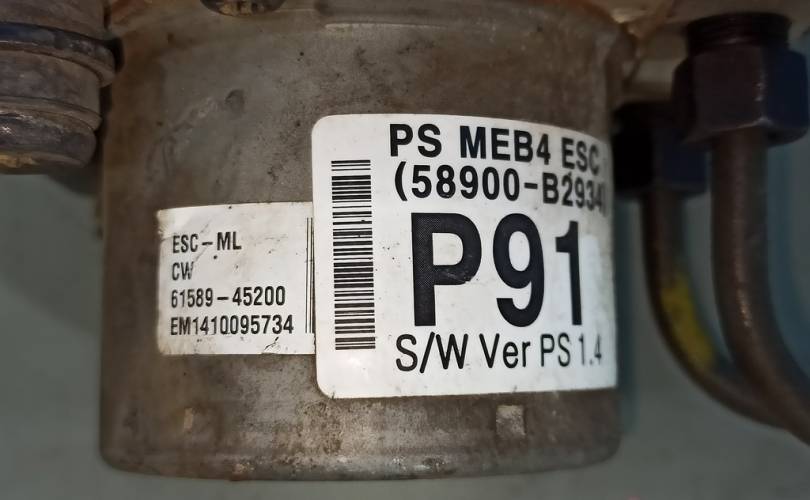 PS MEB4 ESC
(58900-B2934)
P91
S/W Ver PS 1.4
ESC-ML
CW
61589-45200
EM1410095734